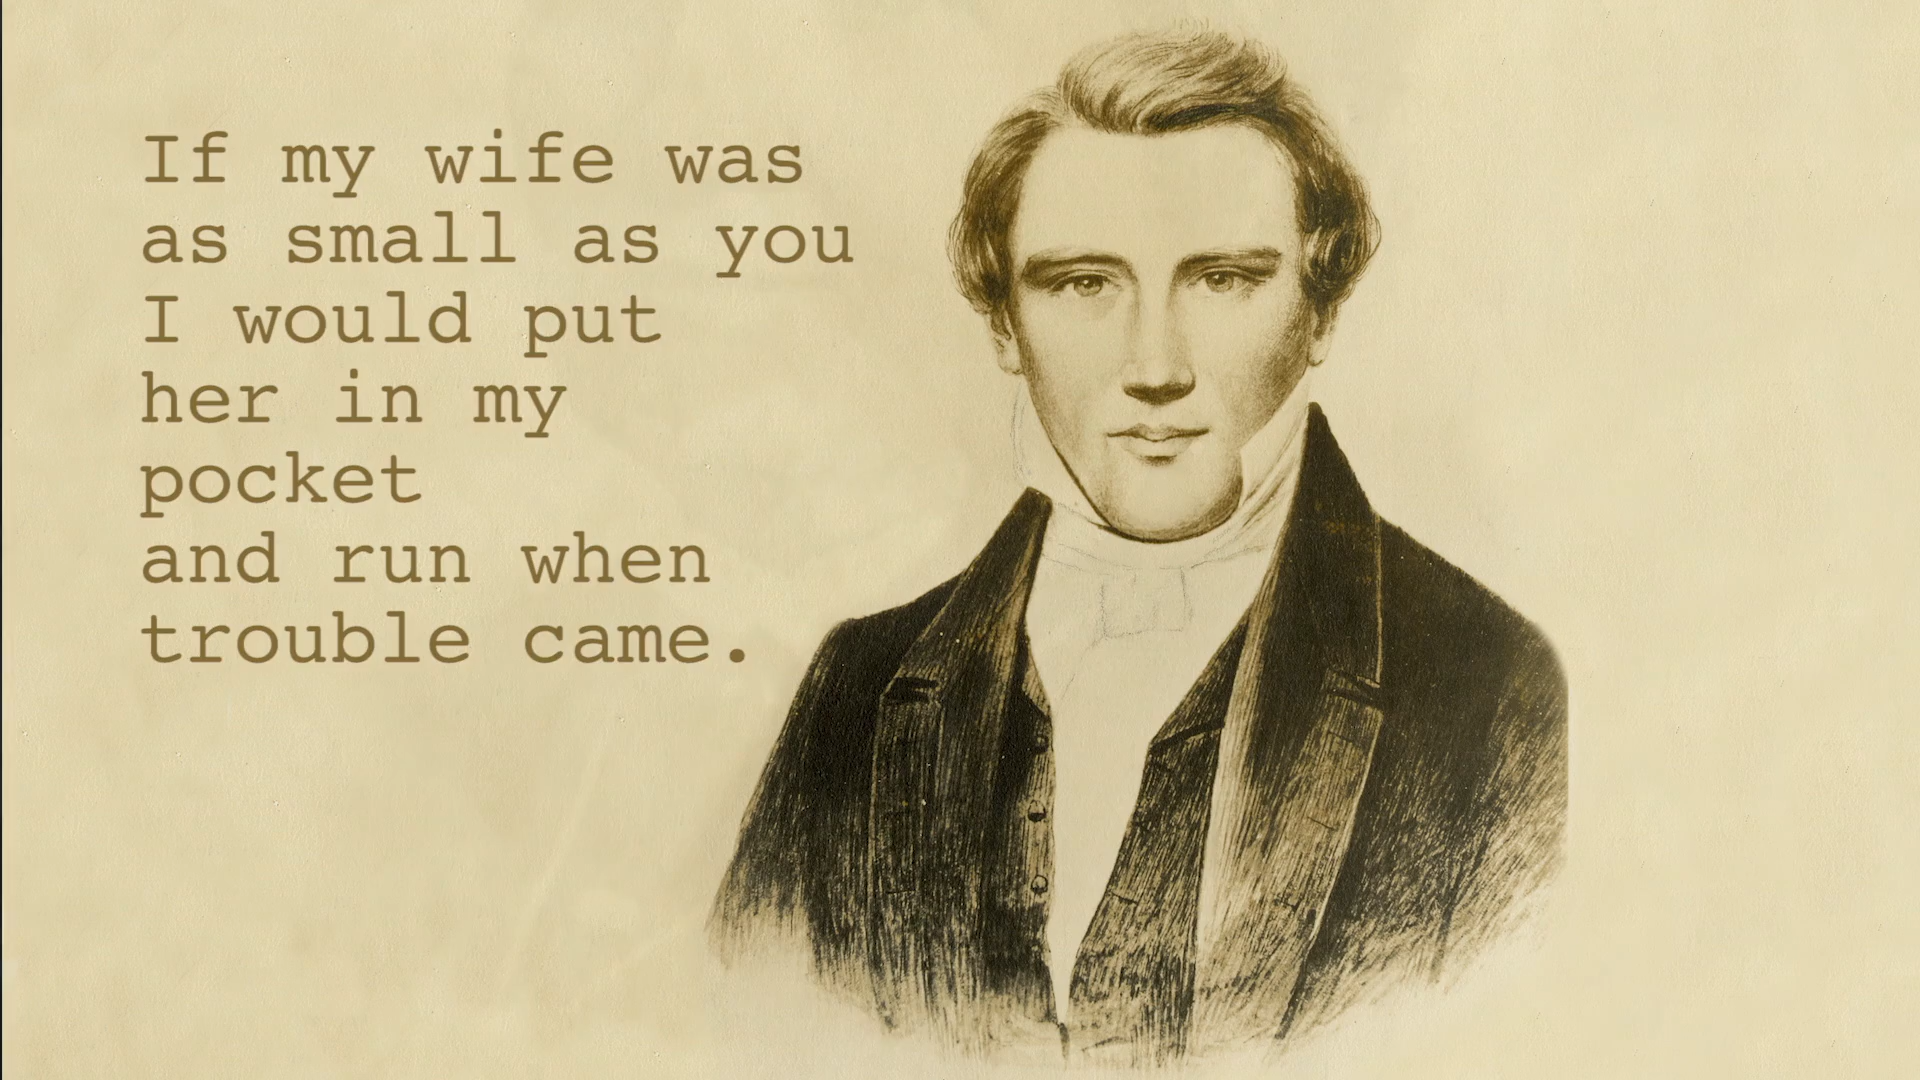 If my wife was
as small as you
I would put
her in my
pocket
and run when
trouble came.